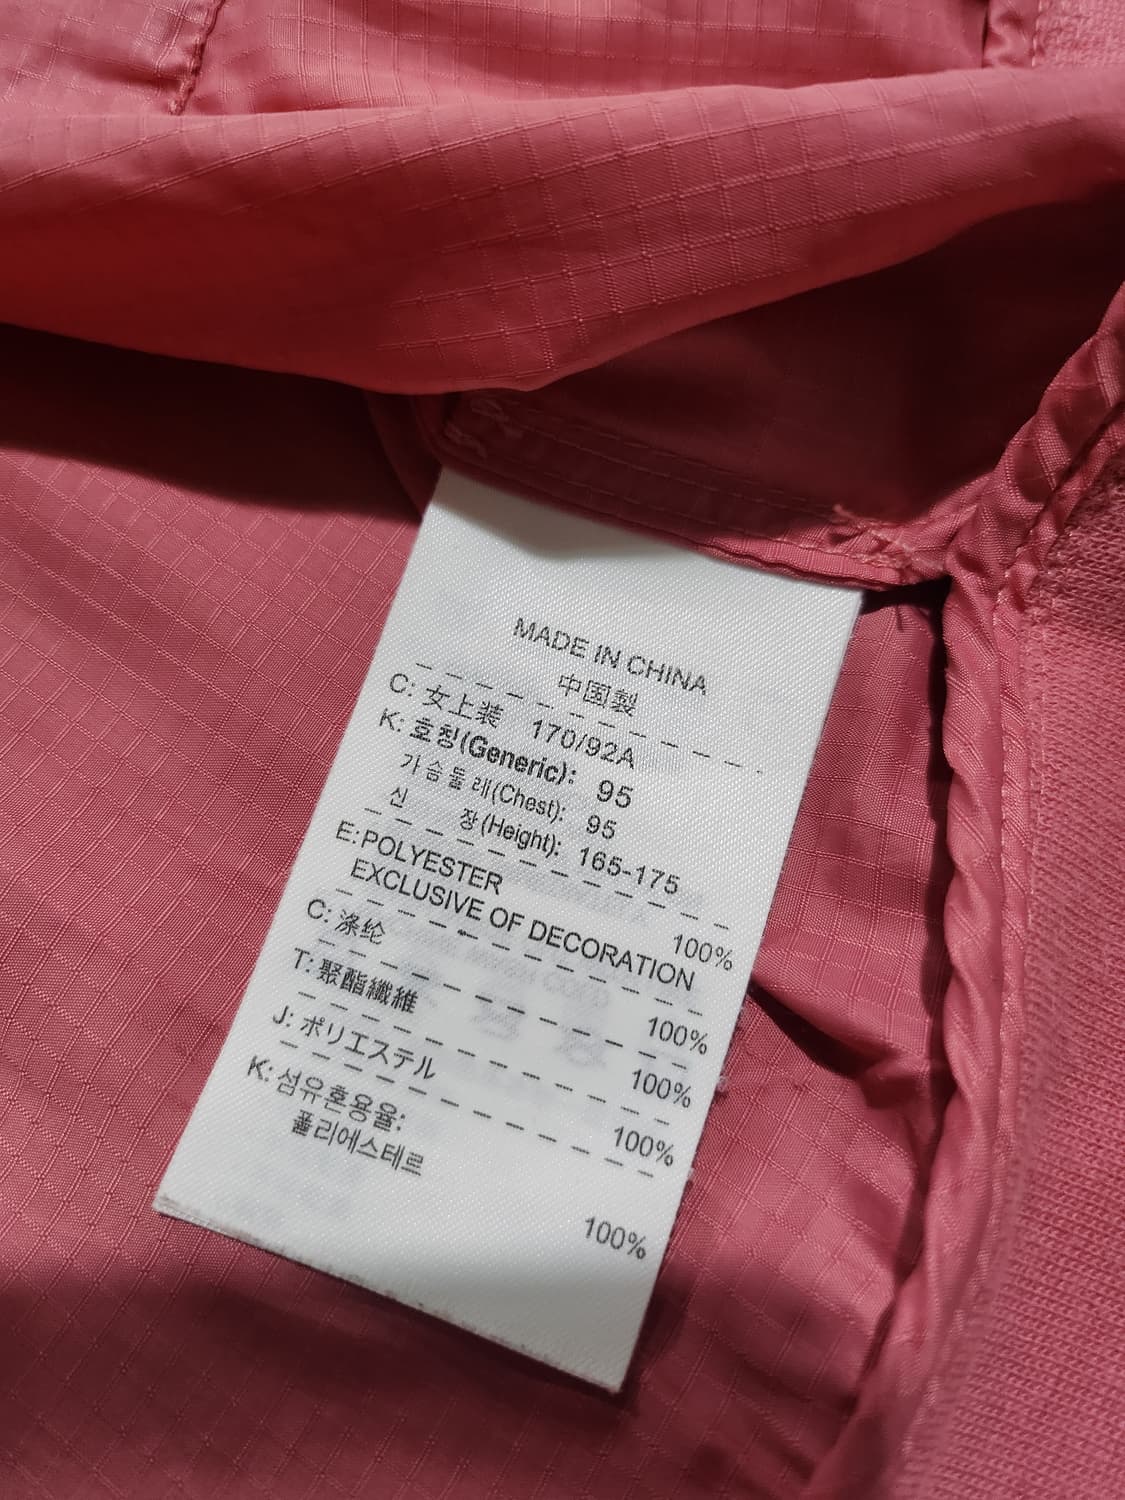 MADE IN CHINA
中国製
C: 女上装 170/92A
K: 호칭(Generic): 95
가슴둘레(Chest): 95
신 장(Height): 165-175
E: POLYESTER 100%
EXCLUSIVE OF DECORATION
C: 涤纶 100%
T: 聚酯纖維 100%
J: ポリエステル 100%
K: 섬유혼용율:
폴리에스테르 100%